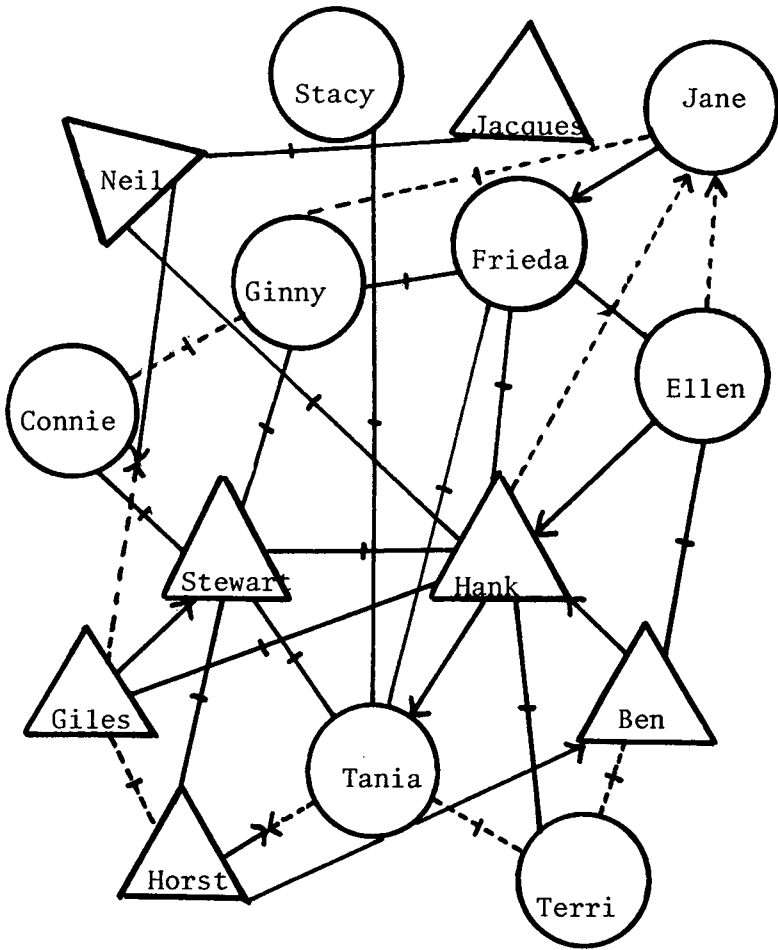 Stacy
Jacques
Jane
Neil
Ginny
Frieda
Connie
Ellen
Stewart
Hank
Giles
Ben
Tania
Horst
Terri